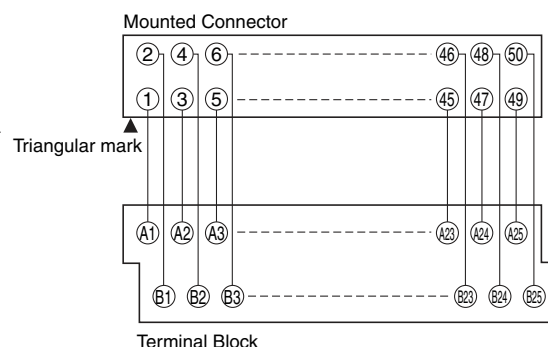 Mounted Connector
2 4 6 46 48 50
1 3 5 45 47 49
Triangular mark
A1 A2 A3 A23 A24 A25
B1 B2 B3 B23 B24 B25
Terminal Block